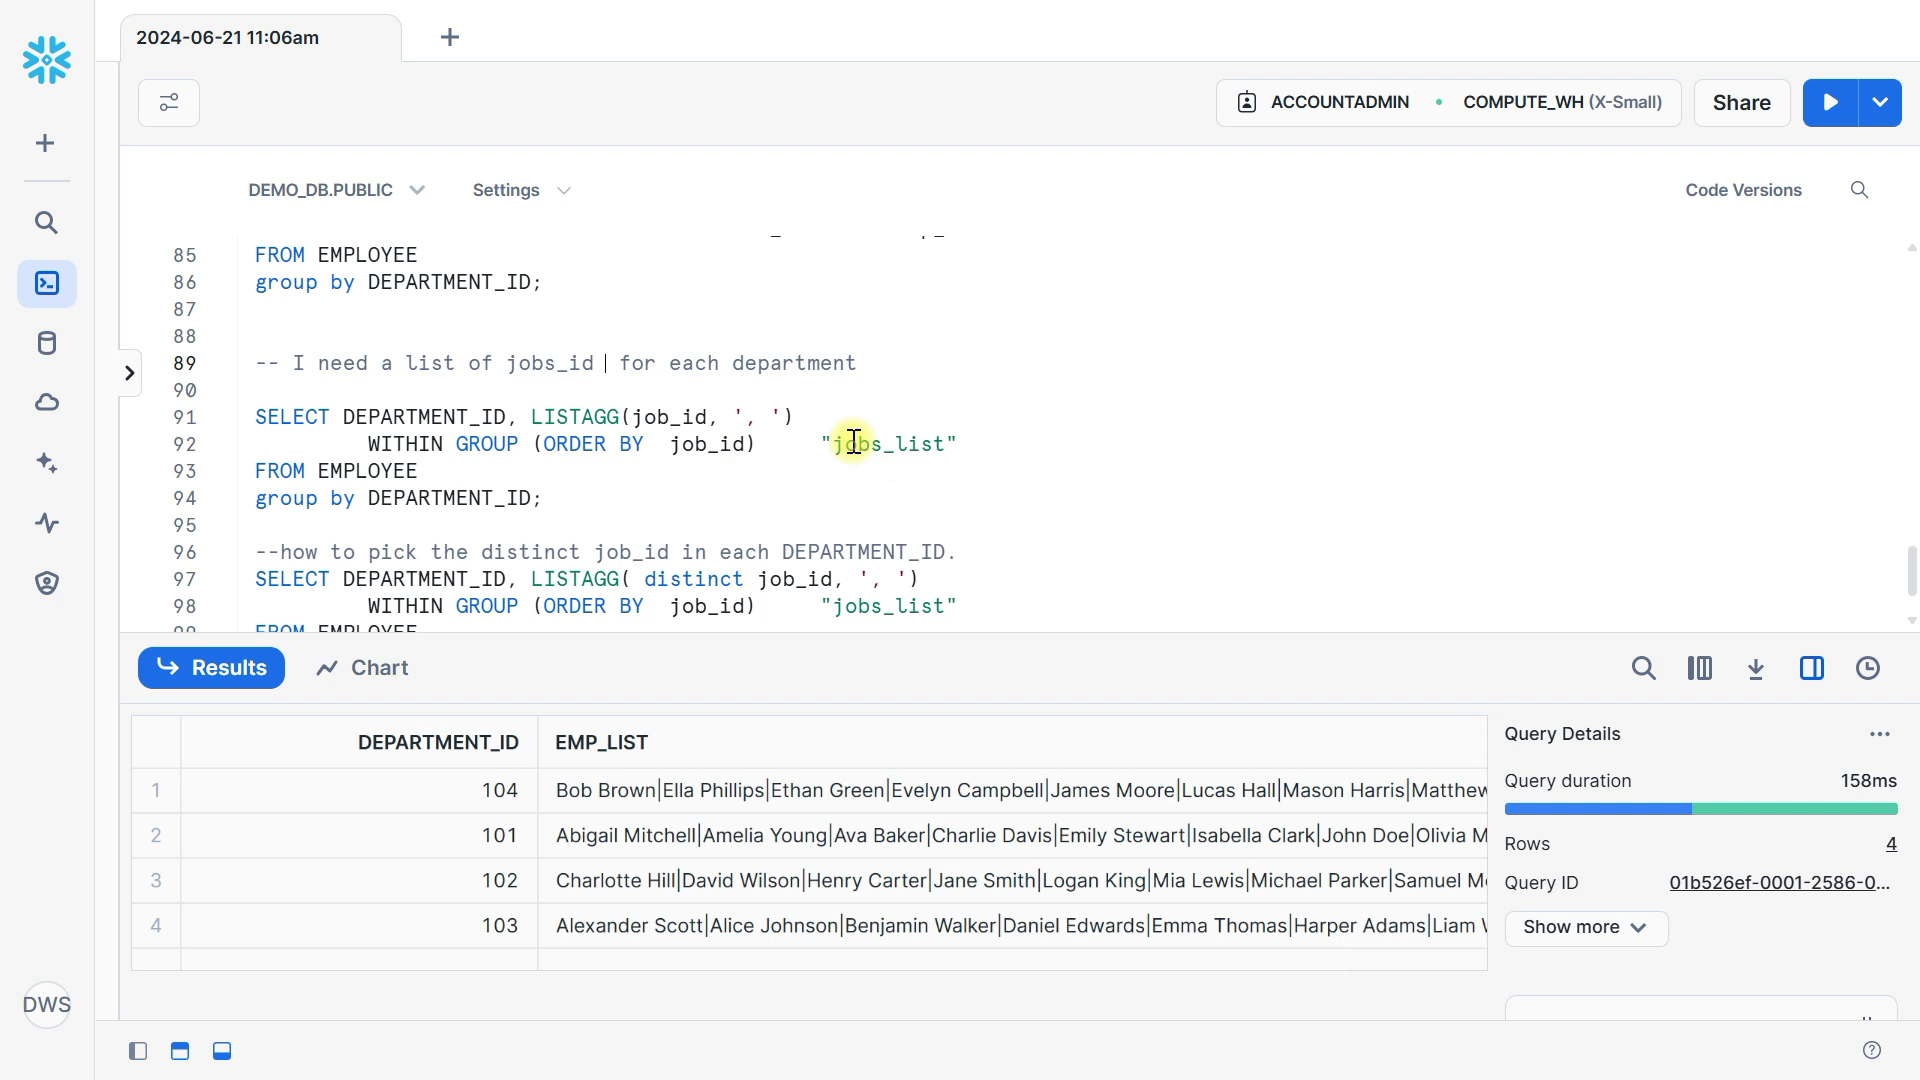 2024-06-21 11:06am
ACCOUNTADMIN • COMPUTE_WH (X-Small)
Share
DEMO_DB.PUBLIC
Settings
Code Versions
85 FROM EMPLOYEE
86 group by DEPARTMENT_ID;
87
88
89 -- I need a list of jobs_id for each department
90
91 SELECT DEPARTMENT_ID, LISTAGG(job_id, ', ')
92 WITHIN GROUP (ORDER BY job_id) "jobs_list"
93 FROM EMPLOYEE
94 group by DEPARTMENT_ID;
95
96 --how to pick the distinct job_id in each DEPARTMENT_ID.
97 SELECT DEPARTMENT_ID, LISTAGG( distinct job_id, ', ')
98 WITHIN GROUP (ORDER BY job_id) "jobs_list"
99 FROM EMPLOYEE
Results
Chart
DEPARTMENT_ID EMP_LIST
1 104 Bob Brown|Ella Phillips|Ethan Green|Evelyn Campbell|James Moore|Lucas Hall|Mason Harris|Matthew
2 101 Abigail Mitchell|Amelia Young|Ava Baker|Charlie Davis|Emily Stewart|Isabella Clark|John Doe|Olivia M
3 102 Charlotte Hill|David Wilson|Henry Carter|Jane Smith|Logan King|Mia Lewis|Michael Parker|Samuel M
4 103 Alexander Scott|Alice Johnson|Benjamin Walker|Daniel Edwards|Emma Thomas|Harper Adams|Liam
Query Details
Query duration 158ms
Rows 4
Query ID 01b526ef-0001-2586-0...
Show more
DWS